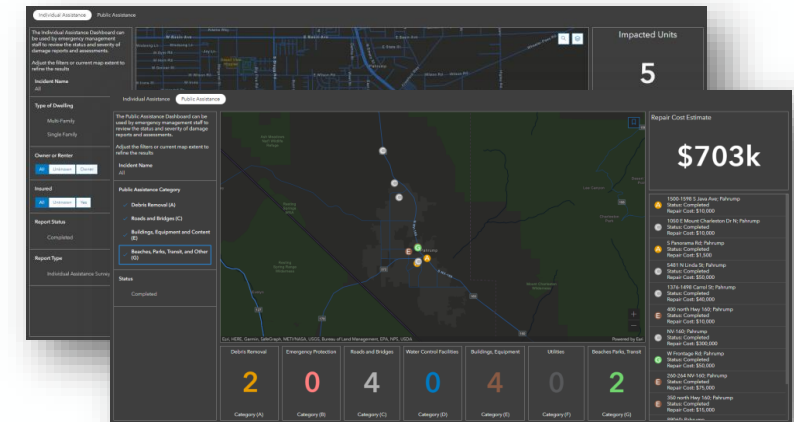 Individual Assistance
Public Assistance
The Individual Assistance Dashboard can
be used by emergency management
staff to review the status and severity of
damage reports and assessments.
Adjust the filters or current map extent to
refine the results
Incident Name
All
Type of Dwelling
Multi-Family
Single Family
Owner or Renter
All
Unknown
Owner
Insured
All
Unknown
Yes
Report Status
Completed
Report Type
Individual Assistance Survey
Impacted Units
5
Individual Assistance
Public Assistance
The Public Assistance Dashboard can be
used by emergency management staff to
review the status and severity of damage
reports and assessments.
Adjust the filters or current map extent to
refine the results
Incident Name
All
Public Assistance Category
Debris Removal (A)
Roads and Bridges (C)
Buildings, Equipment and Content
(E)
Beaches, Parks, Transit, and Other
(G)
Status
Completed
Pahrump
Esri, HERE, Garmin, SafeGraph, METI/NASA, USGS, Bureau of Land Management, EPA, NPS, USDA
Powered by Esri
Repair Cost Estimate
$703k
1500-1598 S Java Ave; Pahrump
Status: Completed
Repair Cost: $10,000
1060 E Mount Charleston Dr N; Pahrump
Status: Completed
Repair Cost: $10,000
S Panorama Rd; Pahrump
Status: Completed
Repair Cost: $1,500
5481 N Linda St; Pahrump
Status: Completed
Repair Cost: $50,000
1376-1498 Carrol St; Pahrump
Status: Completed
Repair Cost: $40,000
400 north Hwy 160; Pahrump
Status: Completed
Repair Cost: $10,000
NV-160; Pahrump
Status: Completed
Repair Cost: $300,000
W Frontage Rd; Pahrump
Status: Completed
Repair Cost: $50,000
260-264 NV-160; Pahrump
Status: Completed
Repair Cost: $75,000
350 north Hwy 160; Pahrump
Status: Completed
Repair Cost: $15,000
Debris Removal
2
Category (A)
Emergency Protection
0
Category (B)
Roads and Bridges
4
Category (C)
Water Control Facilities
0
Category (D)
Buildings, Equipment
4
Category (E)
Utilities
0
Category (F)
Beaches Parks, Transit
2
Category (G)